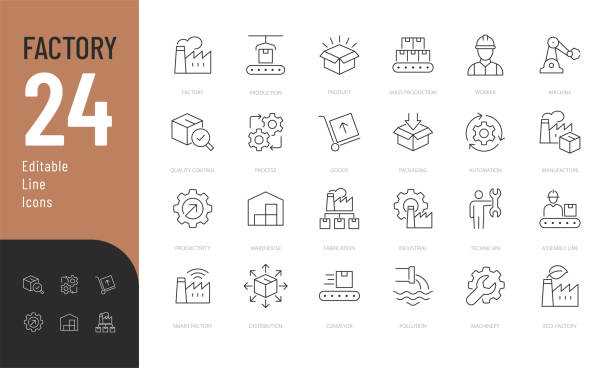 FACTORY
24
Editable
Line
Icons
FACTORY PRODUCTION PRODUCT MASS PRODUCTION WORKER MACHINE
QUALITY CONTROL PROCESS GOODS PACKAGING AUTOMATION MANUFACTURE
PRODUCTIVITY WAREHOUSE FABRICATION INDUSTRIAL TECHNICIAN ASSEMBLY LINE
SMART FACTORY DISTRIBUTION CONVEYOR POLLUTION MACHINERY ECO FACTORY